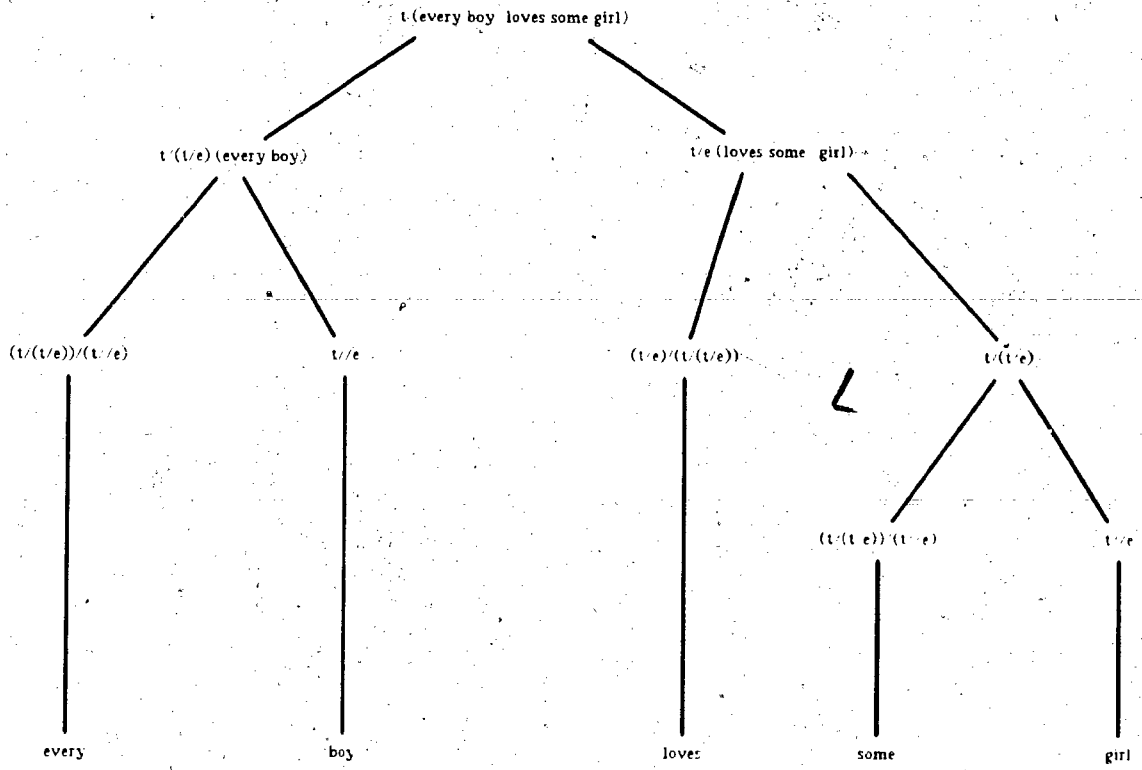 t (every boy loves some girl)
t/(t/e) (every boy) t/e (loves some girl)
(t/(t/e))/(t//e) t//e (t/e)/(t/(t/e)) t/(t/e)
(t/(t/e))/(t//e) t//e
every boy loves some girl